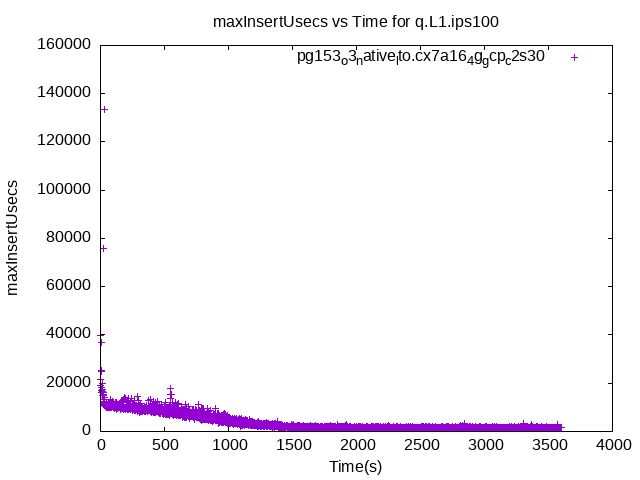 maxInsertUsecs vs Time for q.L1.ips100
160000
pg153_o3_native_lto.cx7a16_4g_gcp_c2s30
140000
120000
100000
80000
60000
40000
20000
0
maxInsertUsecs
0 500 1000 1500 2000 2500 3000 3500 4000
Time(s)